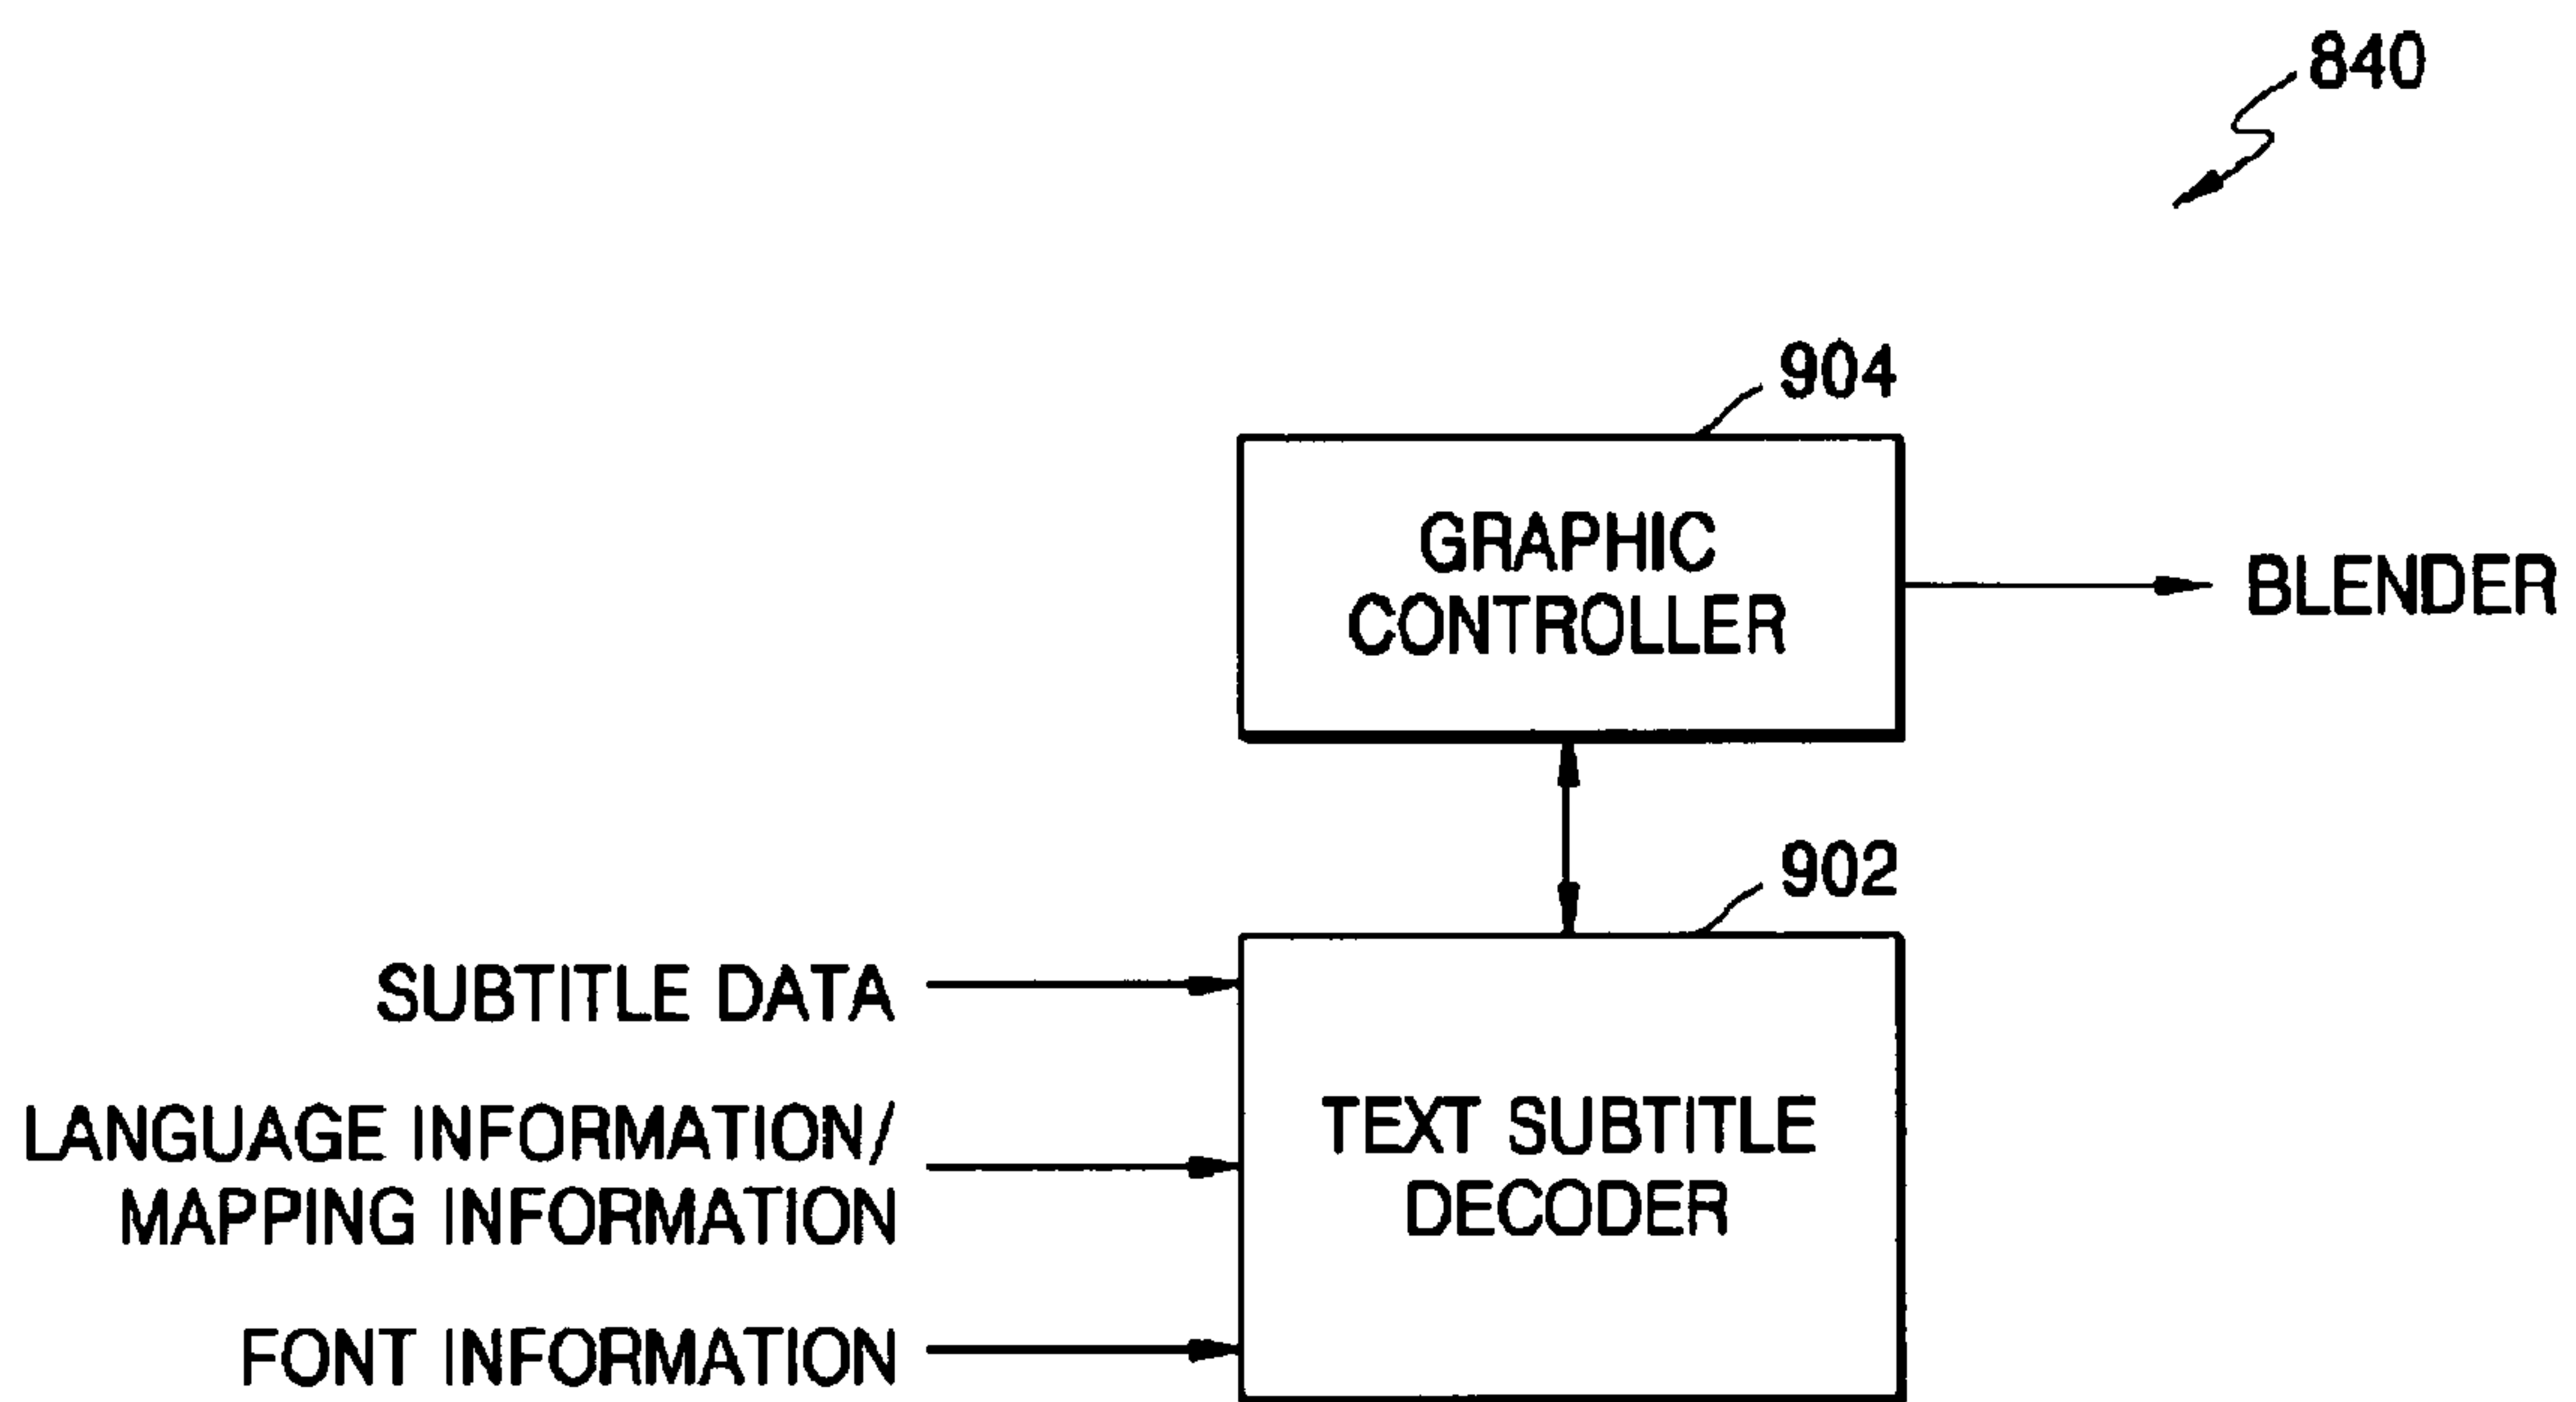 840
904
GRAPHIC
CONTROLLER
BLENDER
902
SUBTITLE DATA
LANGUAGE INFORMATION/
MAPPING INFORMATION
FONT INFORMATION
TEXT SUBTITLE
DECODER